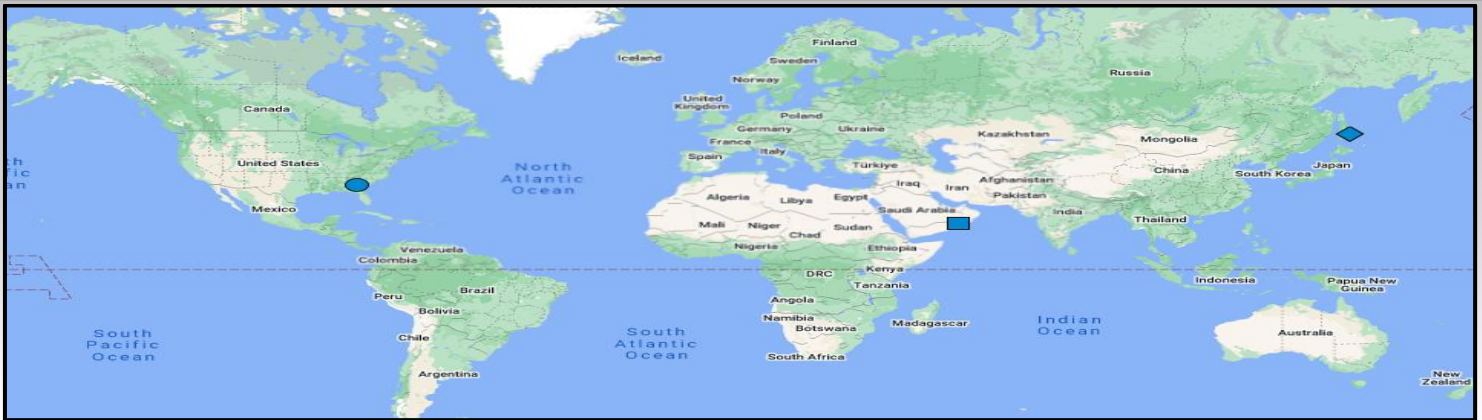 Finland
Iceland
Sweden
Russia
Norway
Canada
United
Kingdom
Poland
Germany
Ukraine
Kazakhstan
Mongolia
France
Italy
Spain
United States
North
Atlantic
Ocean
Türkiye
Japan
South Korea
China
Afghanistan
Iraq
Iran
Pakistan
Algeria
Libya
Egypt
Saudi Arabia
India
Mexico
Mali
Niger
Chad
Sudan
Thailand
Nigeria
Ethiopia
Venezuela
Colombia
Kenya
DRC
Tanzania
Indonesia
Papua New
Guinea
Peru
Brazil
Angola
Bolivia
Namibia
Botswana
Madagascar
Indian
Ocean
Australia
South
Pacific
Ocean
Chile
South
Atlantic
Ocean
South Africa
Argentina
New
Zealand